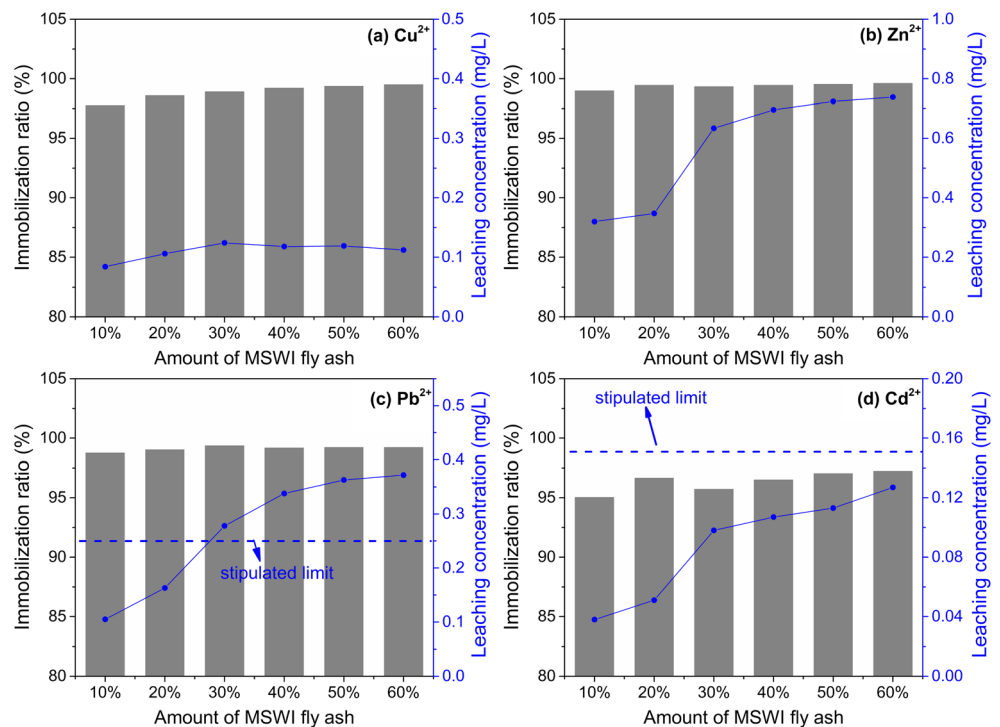 (a) Cu2+
Immobilization ratio (%)
105
100
95
90
85
80
0.5
0.4
0.3
0.2
0.1
0.0
Leaching concentration (mg/L)
10% 20% 30% 40% 50% 60%
Amount of MSWI fly ash
(b) Zn2+
Immobilization ratio (%)
105
100
95
90
85
80
1.0
0.8
0.6
0.4
0.2
0.0
Leaching concentration (mg/L)
10% 20% 30% 40% 50% 60%
Amount of MSWI fly ash
(c) Pb2+
Immobilization ratio (%)
105
100
95
90
85
80
stipulated limit
0.5
0.4
0.3
0.2
0.1
0.0
Leaching concentration (mg/L)
10% 20% 30% 40% 50% 60%
Amount of MSWI fly ash
(d) Cd2+
Immobilization ratio (%)
105
100
95
90
85
80
stipulated limit
0.20
0.16
0.12
0.08
0.04
0.00
Leaching concentration (mg/L)
10% 20% 30% 40% 50% 60%
Amount of MSWI fly ash